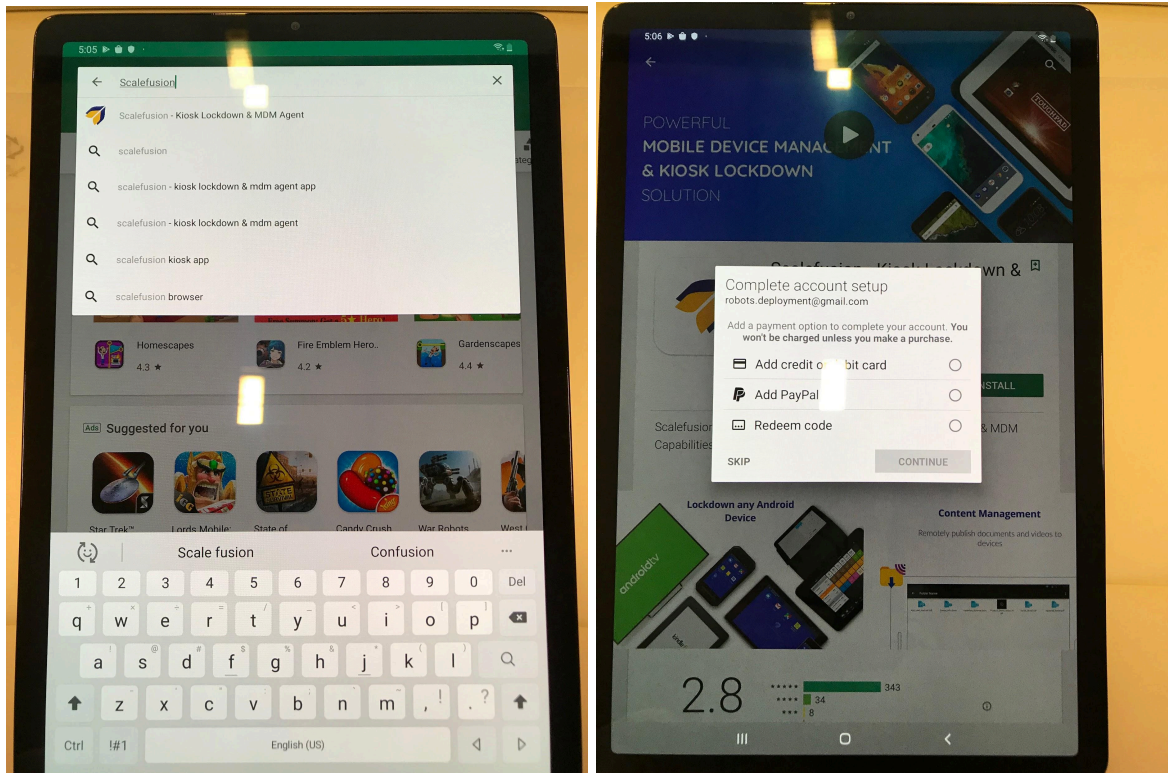 5:05
Scalefusion
Scalefusion - Kiosk Lockdown & MDM Agent
scalefusion
scalefusion - kiosk lockdown & mdm agent app
scalefusion - kiosk lockdown & mdm agent
scalefusion kiosk app
scalefusion browser
Homescapes
4.3 ★
Fire Emblem Hero..
4.2 ★
Gardenscapes
4.4 ★
Ads Suggested for you
Star Trek™
Lords Mobile:
State of
Candy Crush
War Robots
Scale fusion
Confusion
...
1 2 3 4 5 6 7 8 9 0 Del
q w e r t y u i o p
a s d f g h j k l
z x c v b n m , ! . ?
Ctrl !#1 English (US)
5:06
POWERFUL
MOBILE DEVICE MANAGEMENT
& KIOSK LOCKDOWN
SOLUTION
TOUCHPAD
Complete account setup
robots.deployment@gmail.com
Add a payment option to complete your account. You
won't be charged unless you make a purchase.
Add credit or debit card
Add PayPal
Redeem code
SKIP
CONTINUE
Scalefusion
& MDM
Capabilities
Lockdown any Android
Device
androidtv
kindle
Content Management
Remotely publish documents and videos to
devices
2.8
★★★★★ 343
★★★★ 34
★★★ 8